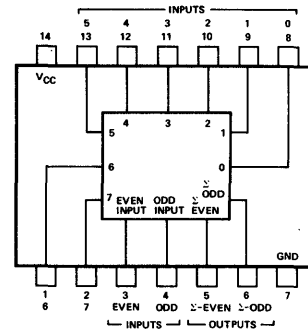 INPUTS
5 4 3 2 1 0
14 13 12 11 10 9 8
VCC
4 3 2
5 1
6 0
7 EVEN INPUT ODD INPUT Σ EVEN Σ ODD
GND
1 2 3 4 5 6 7
6 7 EVEN ODD Σ-EVEN Σ-ODD
INPUTS OUTPUTS